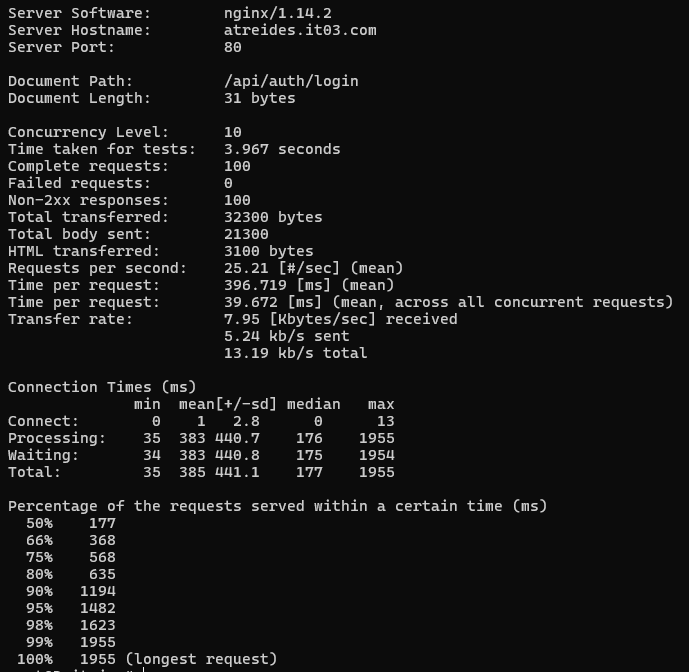 Server Software:        nginx/1.14.2
Server Hostname:        atreides.it03.com
Server Port:            80

Document Path:          /api/auth/login
Document Length:        31 bytes

Concurrency Level:      10
Time taken for tests:   3.967 seconds
Complete requests:      100
Failed requests:        0
Non-2xx responses:      100
Total transferred:      32300 bytes
Total body sent:        21300
HTML transferred:       3100 bytes
Requests per second:    25.21 [#/sec] (mean)
Time per request:       396.719 [ms] (mean)
Time per request:       39.672 [ms] (mean, across all concurrent requests)
Transfer rate:          7.95 [Kbytes/sec] received
                        5.24 kb/s sent
                        13.19 kb/s total

Connection Times (ms)
              min  mean[+/-sd] median   max
Connect:        0    1   2.8      0      13
Processing:    35  383 440.7    176    1955
Waiting:       34  383 440.8    175    1954
Total:         35  385 441.1    177    1955

Percentage of the requests served within a certain time (ms)
  50%    177
  66%    368
  75%    568
  80%    635
  90%   1194
  95%   1482
  98%   1623
  99%   1955
 100%   1955 (longest request)